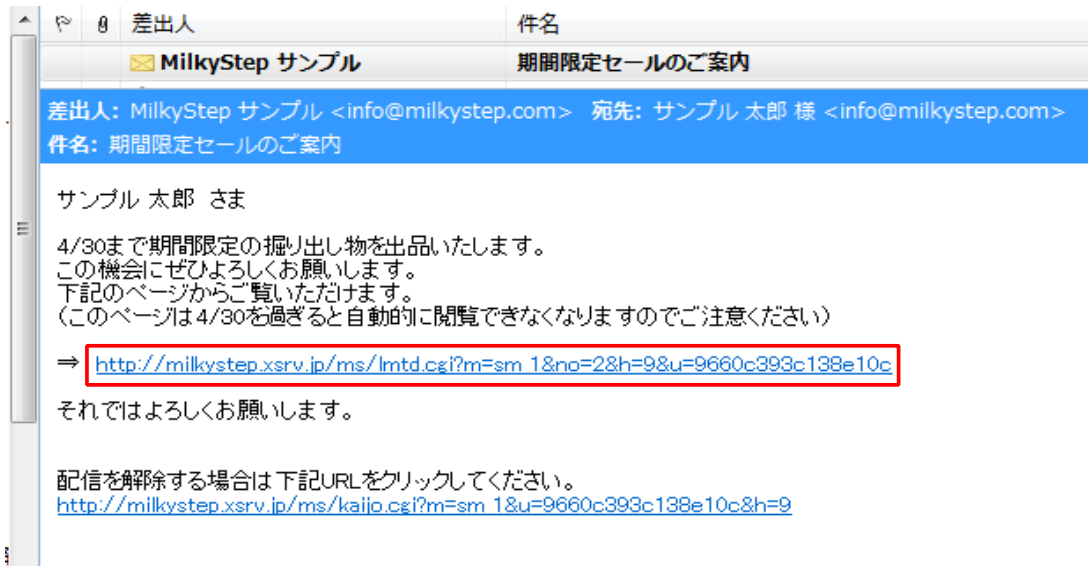 差出人 件名
MilkyStep サンプル 期間限定セールのご案内
差出人: MilkyStep サンプル <info@milkystep.com> 宛先: サンプル 太郎 様 <info@milkystep.com>
件名: 期間限定セールのご案内
サンプル 太郎 さま
4/30まで期間限定の掘り出し物を出品いたします。
この機会にぜひよろしくお願いします。
下記のページからご覧いただけます。
(このページは4/30を過ぎると自動的に閲覧できなくなりますのでご注意ください)
⇒ http://milkystep.xsrv.jp/ms/lmtd.cgi?m=sm_1&no=2&h=9&u=9660c393c138e10c
それではよろしくお願いします。
配信を解除する場合は下記URLをクリックしてください。
http://milkystep.xsrv.jp/ms/kaijo.cgi?m=sm_1&u=9660c393c138e10c&h=9